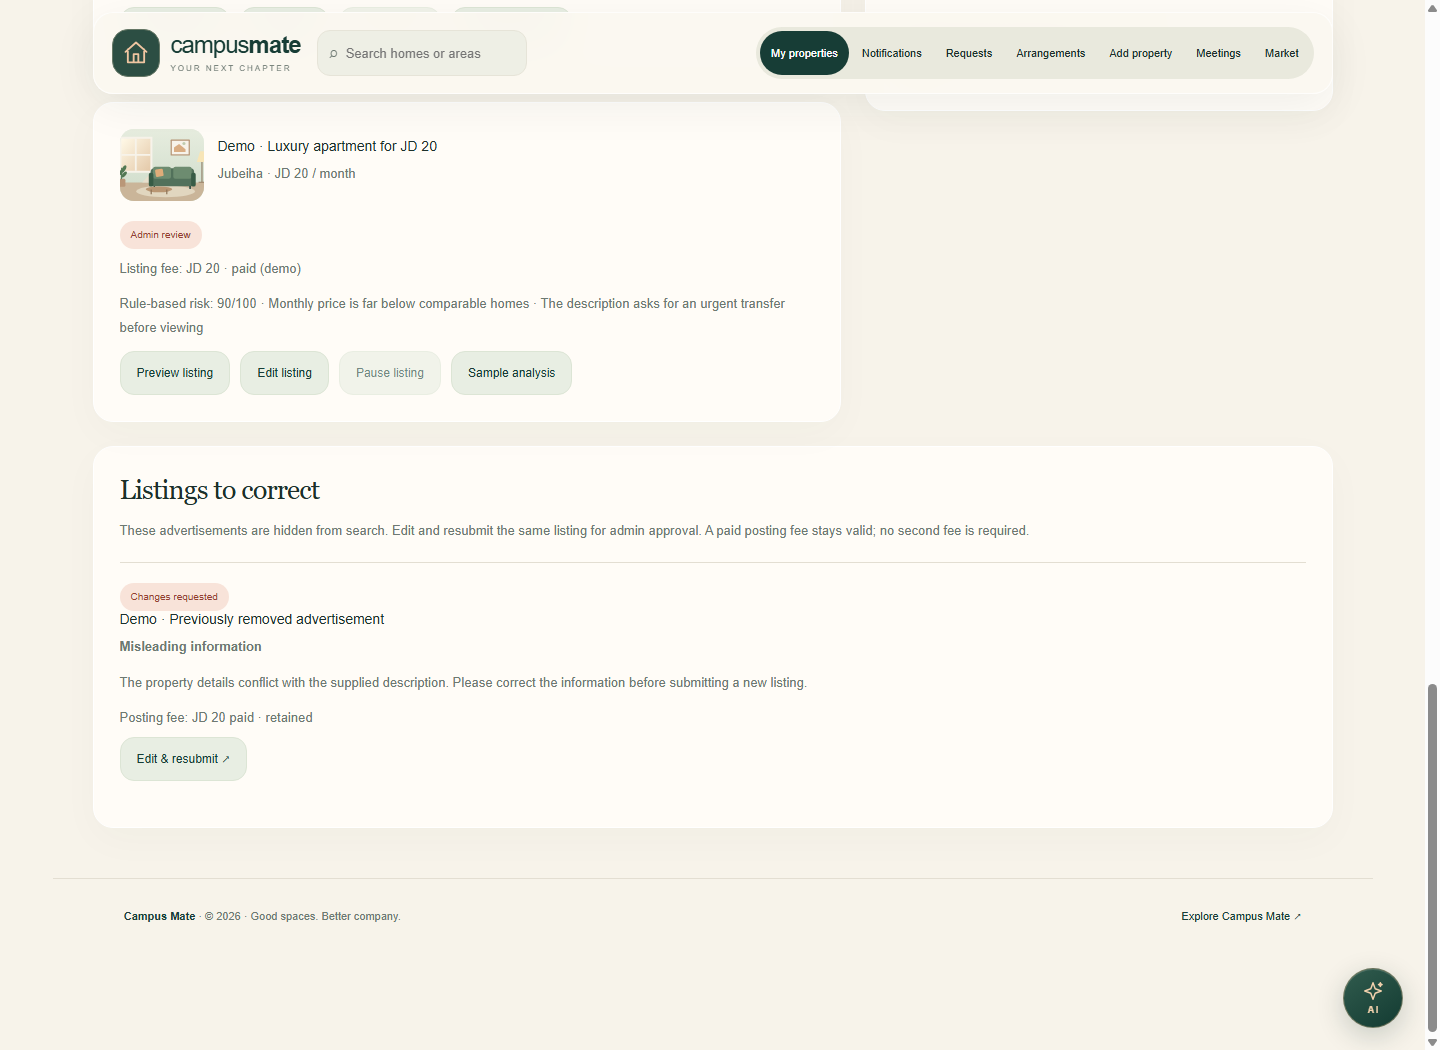 campusmate
YOUR NEXT CHAPTER
Search homes or areas
My properties
Notifications
Requests
Arrangements
Add property
Meetings
Market
Demo · Luxury apartment for JD 20
Jubeiha · JD 20 / month
Admin review
Listing fee: JD 20 · paid (demo)
Rule-based risk: 90/100 · Monthly price is far below comparable homes · The description asks for an urgent transfer
before viewing
Preview listing
Edit listing
Pause listing
Sample analysis
Listings to correct
These advertisements are hidden from search. Edit and resubmit the same listing for admin approval. A paid posting fee stays valid; no second fee is required.
Changes requested
Demo · Previously removed advertisement
Misleading information
The property details conflict with the supplied description. Please correct the information before submitting a new listing.
Posting fee: JD 20 paid · retained
Edit & resubmit ↗
Campus Mate · © 2026 · Good spaces. Better company.
Explore Campus Mate ↗
AI